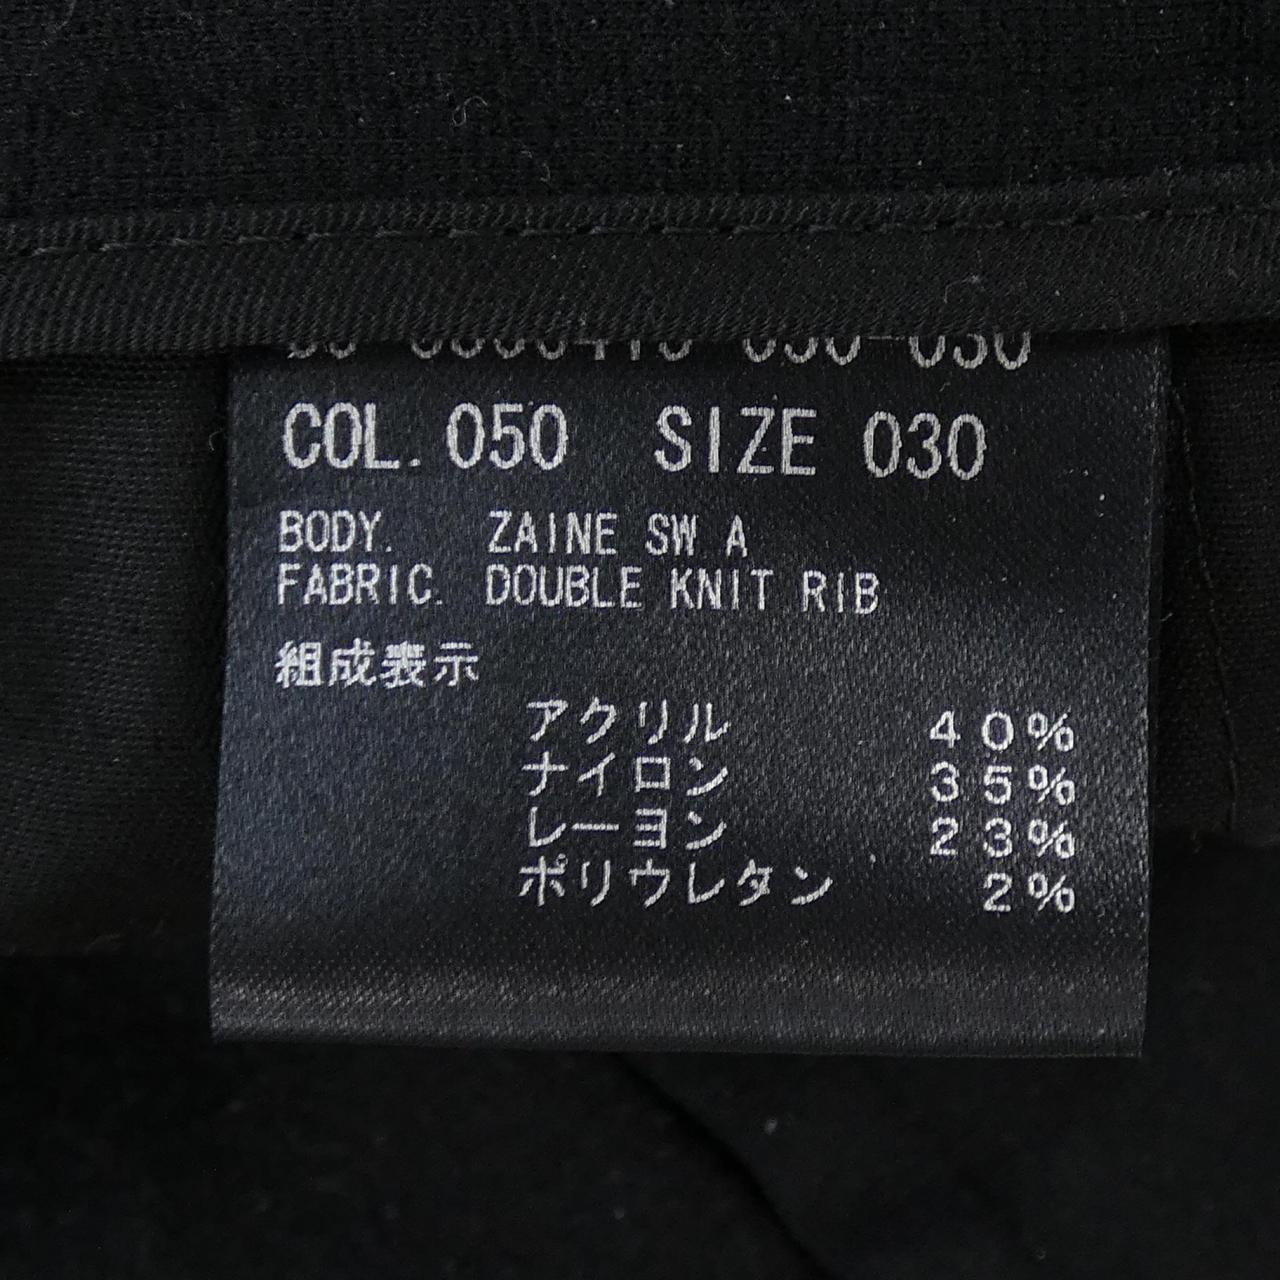 COL. 050 SIZE 030
BODY. ZAINE SW A
FABRIC. DOUBLE KNIT RIB
組成表示
アクリル 40%
ナイロン 35%
レーヨン 23%
ポリウレタン 2%